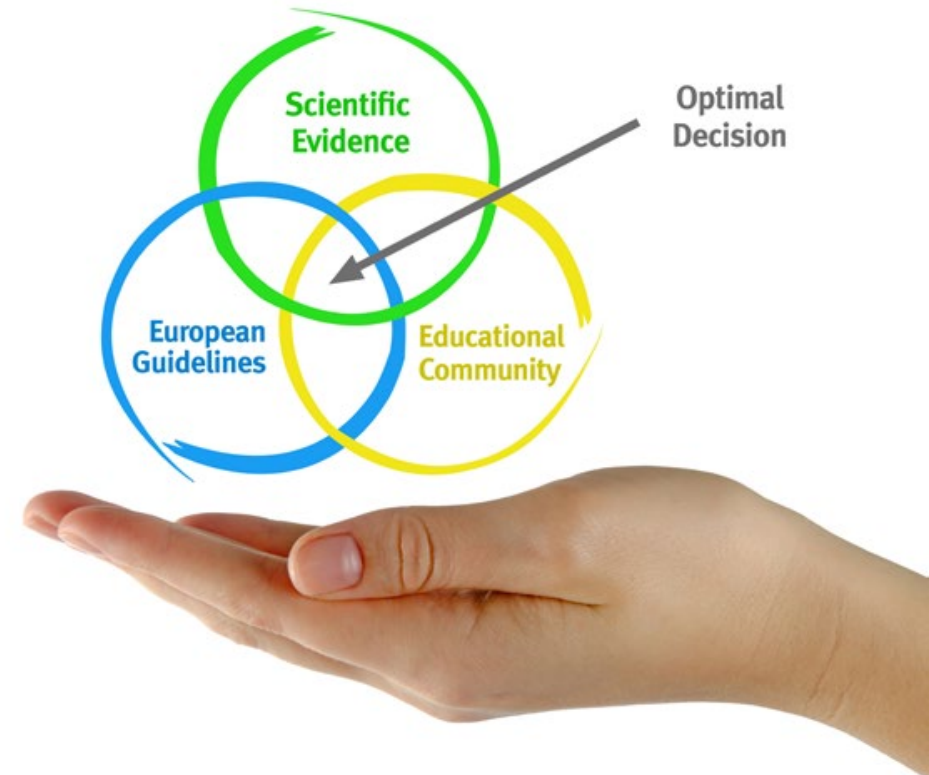 Scientific
Evidence
Optimal
Decision
European
Guidelines
Educational
Community